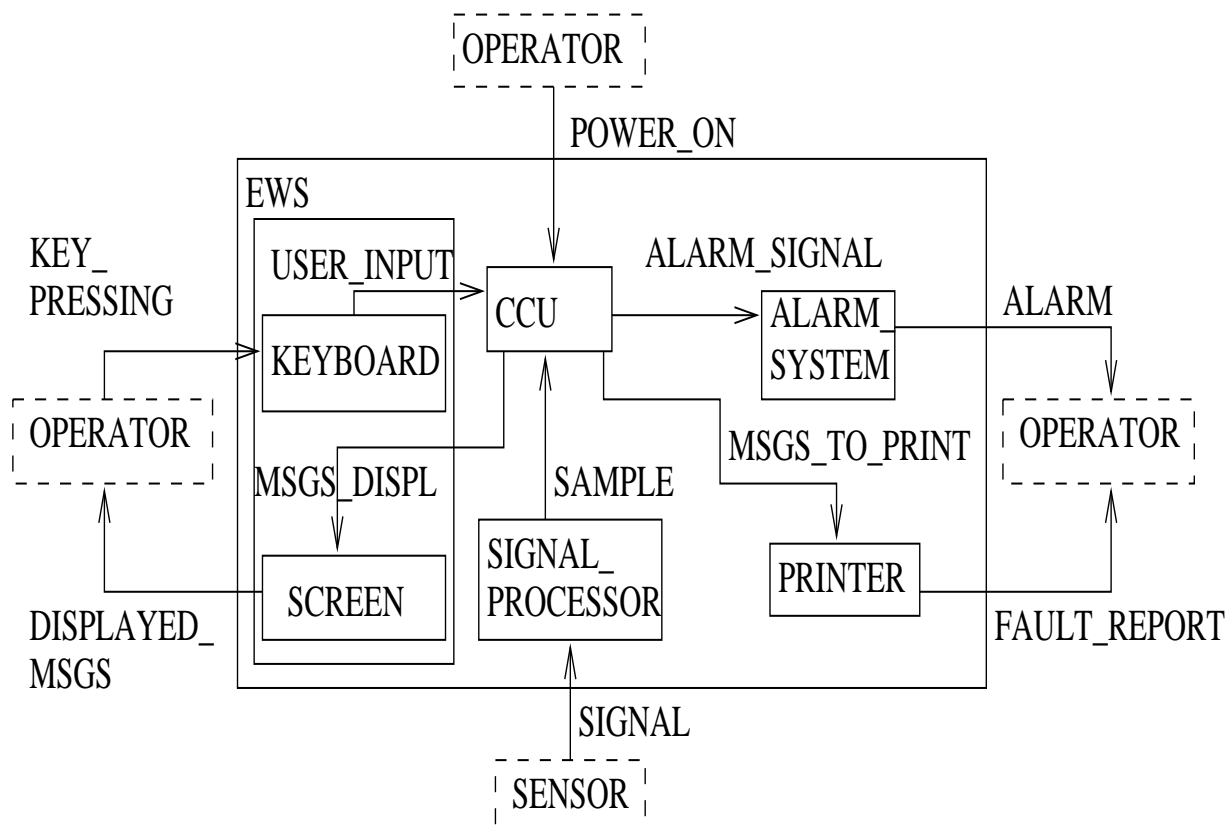 OPERATOR
POWER_ON
EWS
KEY_
PRESSING
USER_INPUT
ALARM_SIGNAL
CCU
ALARM_
SYSTEM
ALARM
KEYBOARD
OPERATOR
OPERATOR
MSGS_TO_PRINT
MSGS_DISPL
SAMPLE
SIGNAL_
PROCESSOR
PRINTER
SCREEN
DISPLAYED_
MSGS
FAULT_REPORT
SIGNAL
SENSOR